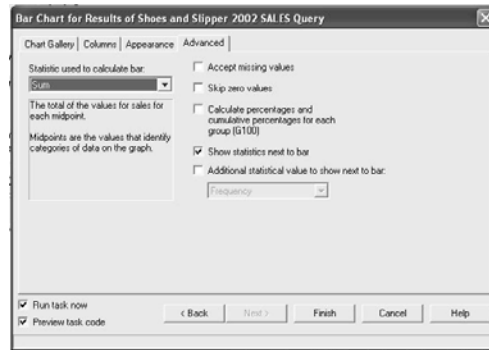 Bar Chart for Results of Shoes and Slipper 2002 SALES Query
Chart Gallery Columns Appearance Advanced
Statistic used to calculate bar:
Sum
The total of the values for sales for
each midpoint.
Midpoints are the values that identify
categories of data on the graph.
Accept missing values
Skip zero values
Calculate percentages and
cumulative percentages for each
group (G100)
Show statistics next to bar
Additional statistical value to show next to bar:
Frequency
Run task now
Preview task code
< Back Next > Finish Cancel Help